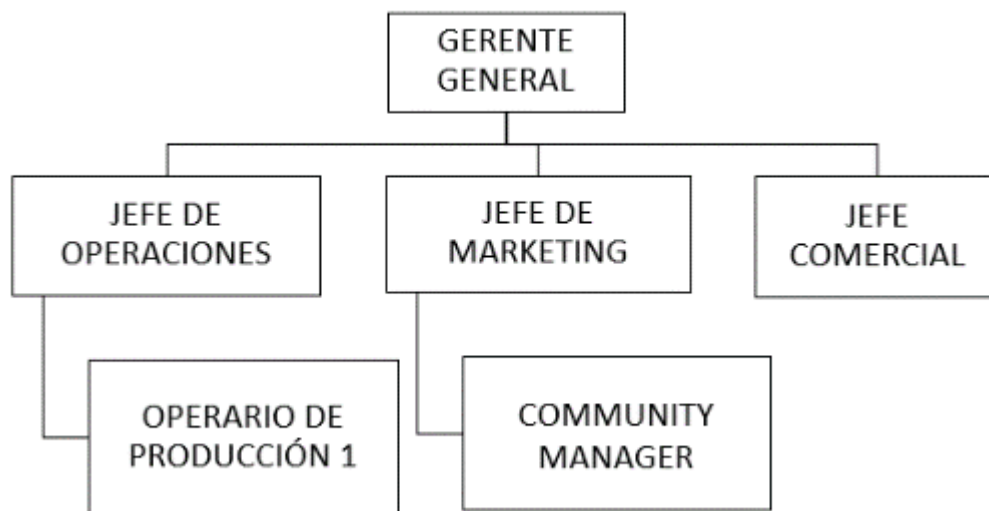 GERENTE
GENERAL
JEFE DE
OPERACIONES
JEFE DE
MARKETING
JEFE
COMERCIAL
OPERARIO DE
PRODUCCIÓN 1
COMMUNITY
MANAGER